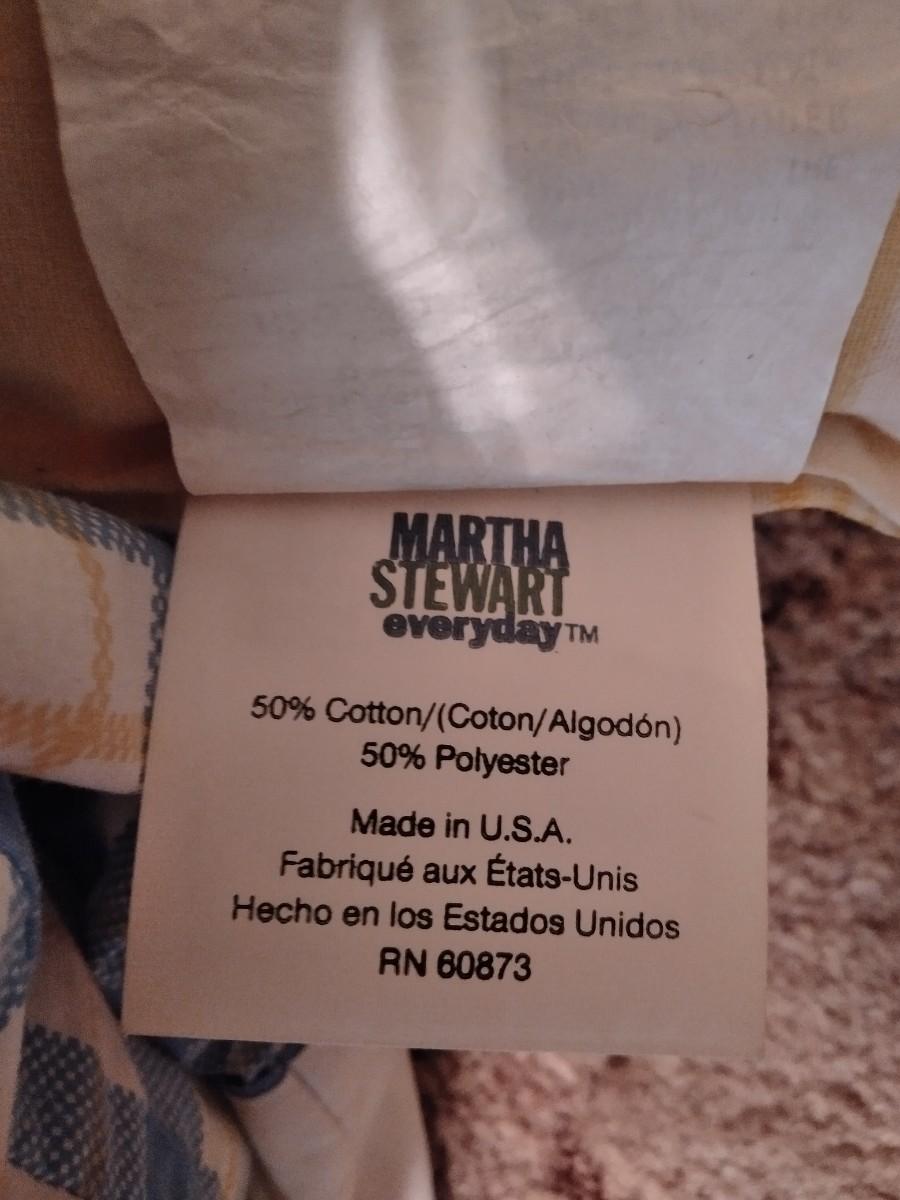 MARTHA
STEWART
everyday™
50% Cotton/(Coton/Algodón)
50% Polyester
Made in U.S.A.
Fabriqué aux États-Unis
Hecho en los Estados Unidos
RN 60873